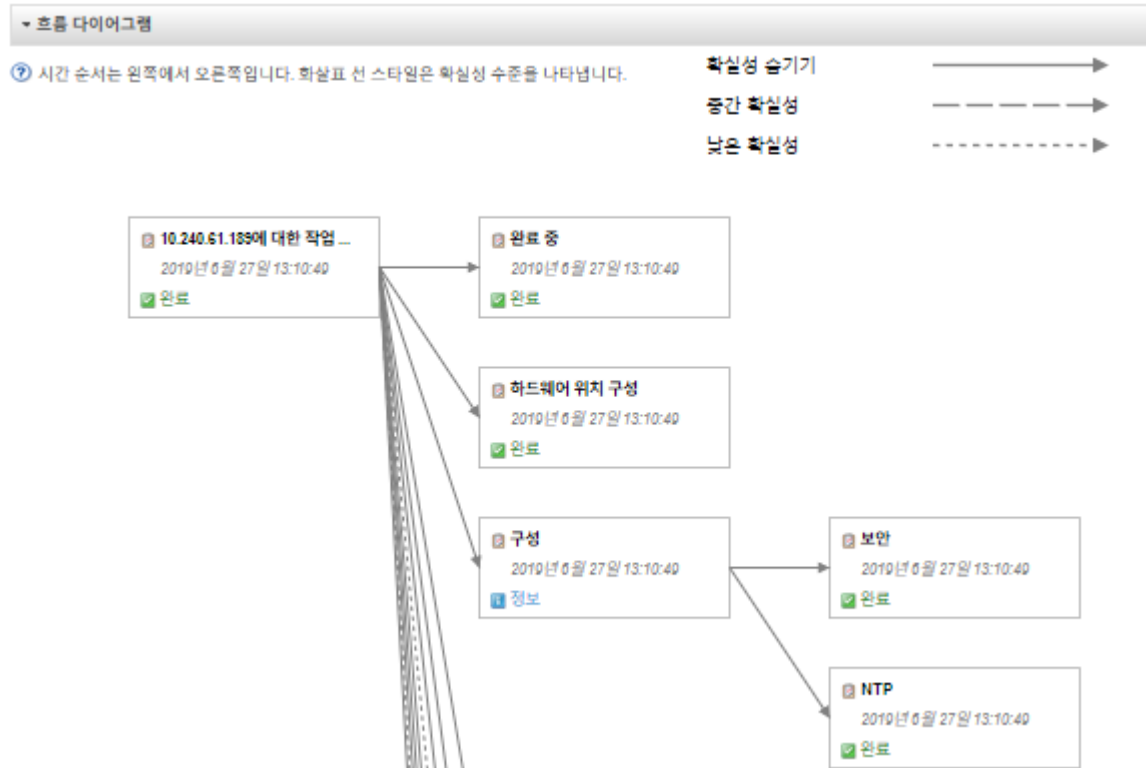 흐름 다이어그램
시간 순서는 왼쪽에서 오른쪽입니다. 화살표 선 스타일은 확실성 수준을 나타냅니다.
확실성 숨기기
중간 확실성
낮은 확실성
10.240.61.189에 대한 작업 ...
2019년 6월 27일 13:10:49
완료
완료 중
2019년 6월 27일 13:10:49
완료
하드웨어 위치 구성
2019년 6월 27일 13:10:49
완료
구성
2019년 6월 27일 13:10:49
정보
보안
2019년 6월 27일 13:10:49
완료
NTP
2019년 6월 27일 13:10:49
완료